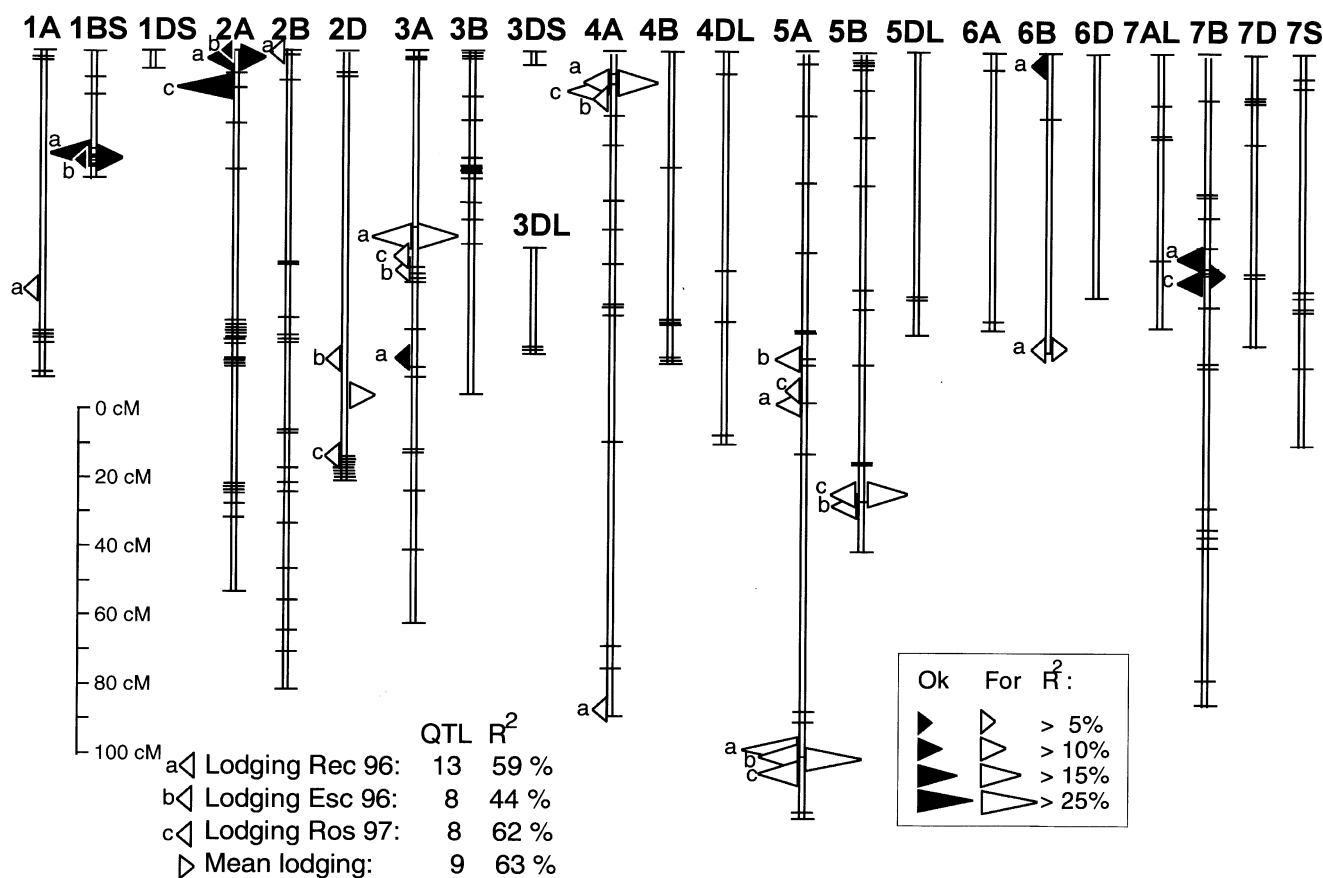 1A 1BS 1DS 2A 2B 2D 3A 3B 3DS 4A 4B 4DL 5A 5B 5DL 6A 6B 6D 7AL 7B 7D 7S
b a
a
a
a
c
c
b
a
b
3DL
a
c
b
a
c
a
b
a
a
b
c
a
0 cM
c
20 cM
c
b
40 cM
60 cM
80 cM
100 cM
a
a
b
c
Ok For R2:
> 5%
> 10%
> 15%
> 25%
QTL R2
a Lodging Rec 96: 13 59 %
b Lodging Esc 96: 8 44 %
c Lodging Ros 97: 8 62 %
Mean lodging: 9 63 %